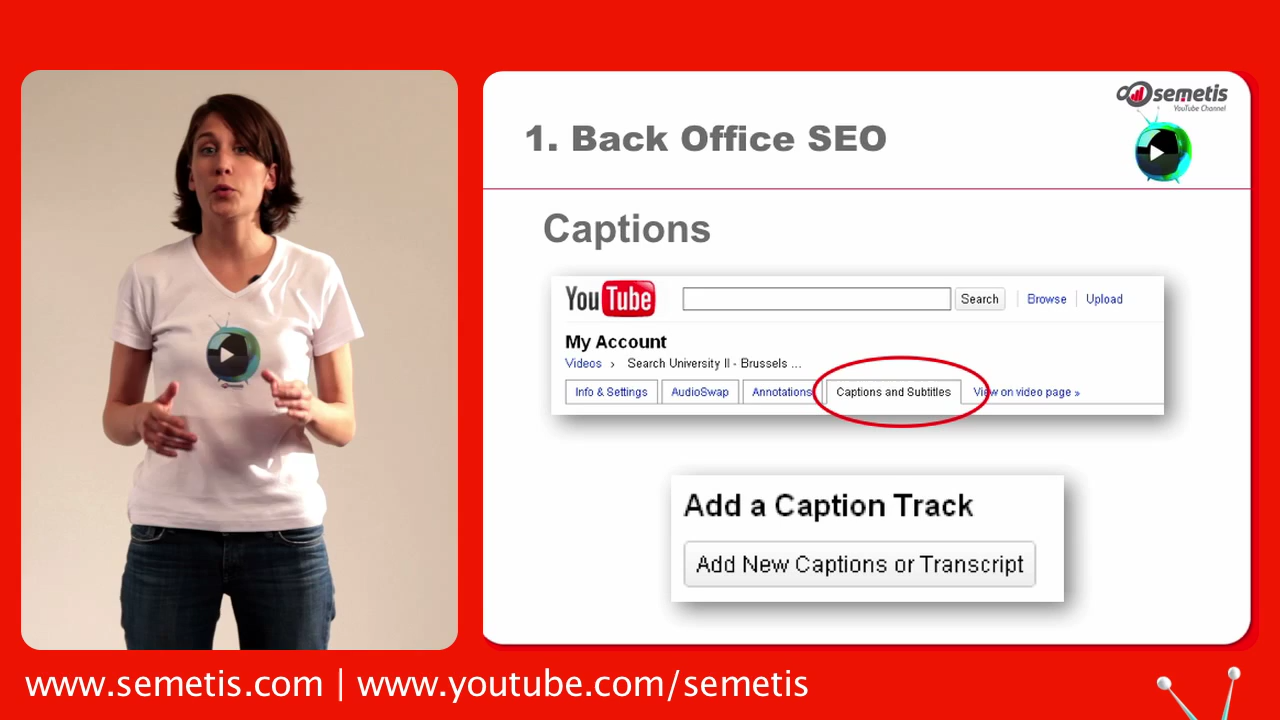 semetis
YouTube Channel
1. Back Office SEO
Captions
YouTube
Search
Browse
Upload
My Account
Videos › Search University II - Brussels ...
Info & Settings
AudioSwap
Annotations
Captions and Subtitles
View on video page »
Add a Caption Track
Add New Captions or Transcript
www.semetis.com | www.youtube.com/semetis